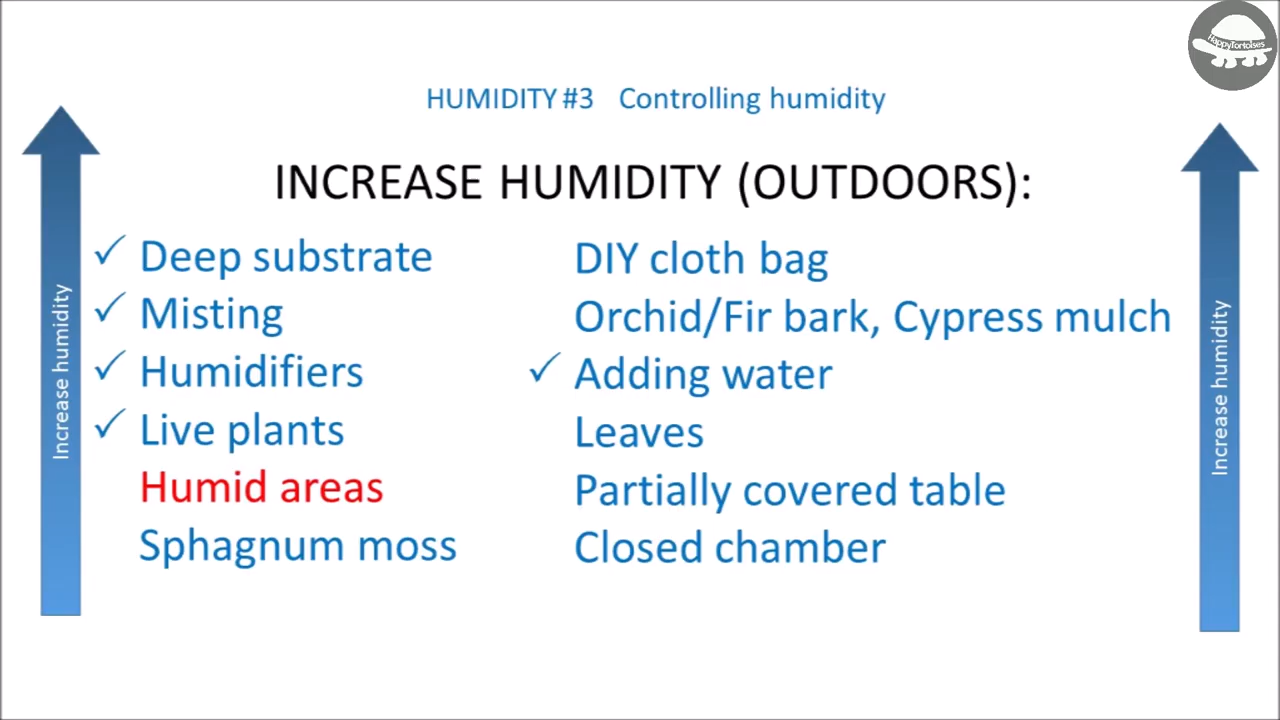 HappyTortoises
HUMIDITY #3 Controlling humidity
INCREASE HUMIDITY (OUTDOORS):
✓ Deep substrate
✓ Misting
✓ Humidifiers
✓ Live plants
Humid areas
Sphagnum moss
DIY cloth bag
Orchid/Fir bark, Cypress mulch
✓ Adding water
Leaves
Partially covered table
Closed chamber
Increase humidity
Increase humidity